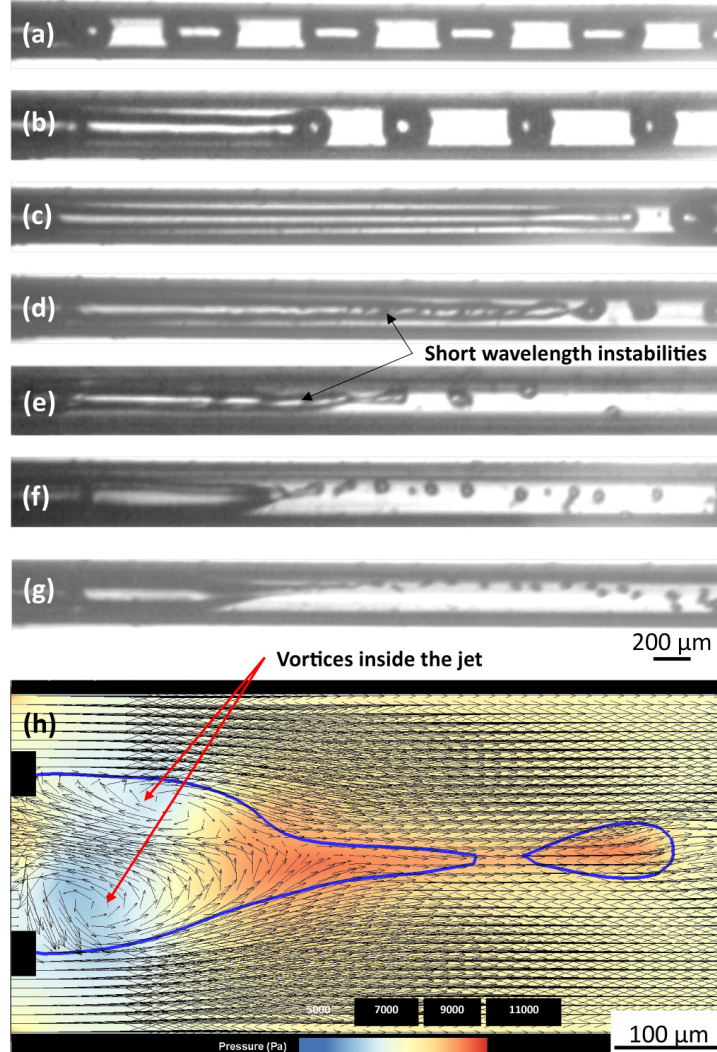 (a)
(b)
(c)
(d)
Short wavelength instabilities
(e)
(f)
(g)
200 μm
Vortices inside the jet
(h)
5000 7000 9000 11000
Pressure (Pa)
100 μm